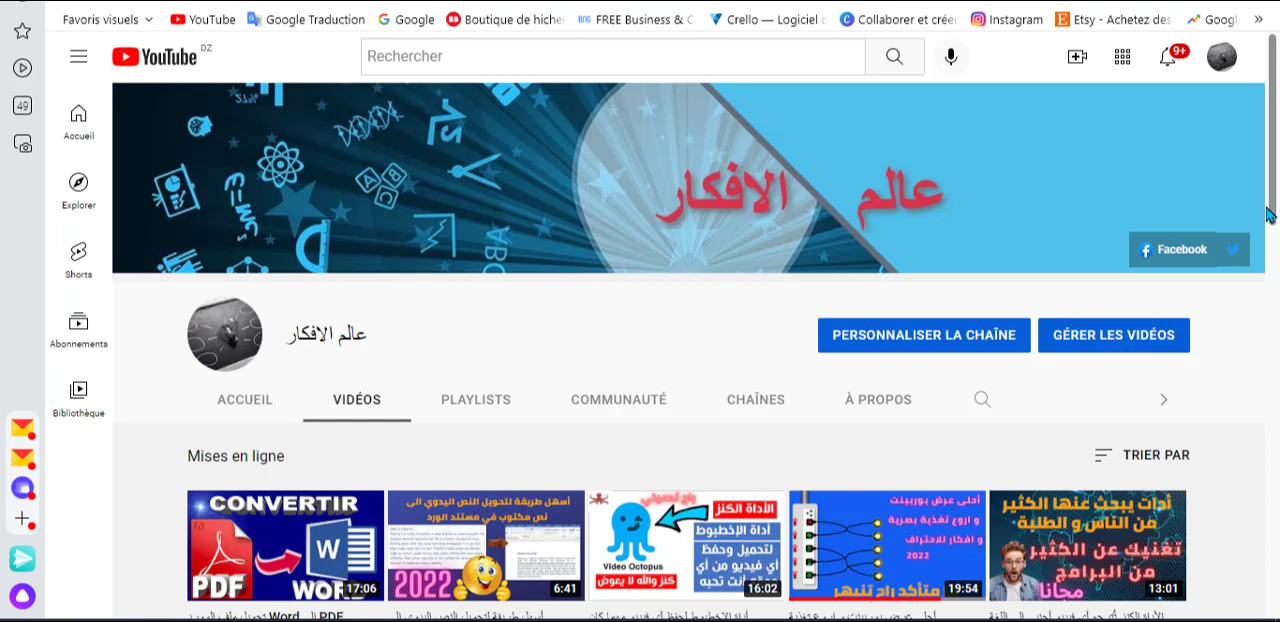 Favoris visuels
YouTube
Google Traduction
Google
Boutique de hiche
BNG FREE Business & C
Crello — Logiciel d
Collaborer et créer
Instagram
Etsy - Achetez des
Googl
YouTube DZ
Rechercher
9+
49
Accueil
Explorer
Shorts
Abonnements
Bibliothèque
عالم الافكار
Facebook
عالم الافكار
PERSONNALISER LA CHAÎNE
GÉRER LES VIDÉOS
ACCUEIL
VIDÉOS
PLAYLISTS
COMMUNAUTÉ
CHAÎNES
À PROPOS
Mises en ligne
TRIER PAR
CONVERTIR
PDF
W
WOR
17:06
أسهل طريقة لتحويل النص اليدوي الى
نص مكتوب في مستند الورد
2022
6:41
الأداة الكنز
أداة الإخطبوط
لتحميل وحفظ
أي فيديو من أي
أنت تحبه
Video Octopus
كنز والله لا يعوض
16:02
أحلى عرض بوربينت
و اروع تغذية بصرية
و افكار للاحتراف
2022
متأكد راح تنبهر
19:54
أدات يبحث عنها الكثير
من الناس و الطلبة
تغنيك عن الكثير
من البرامج
مجانا
13:01